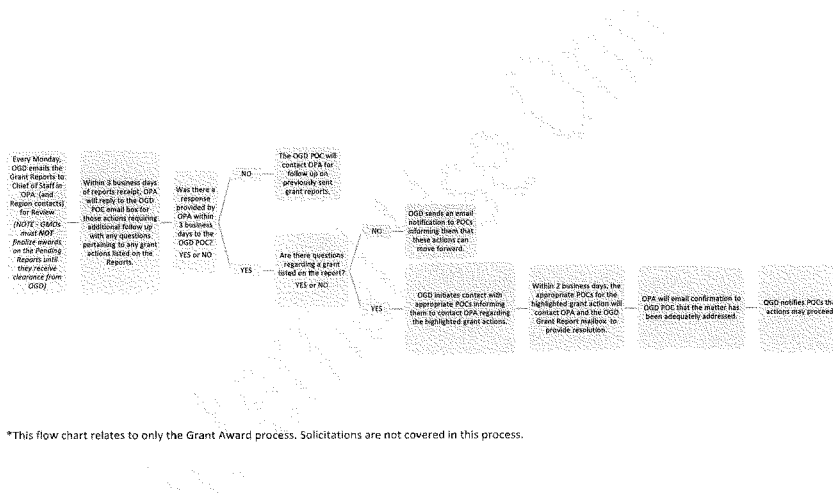 Every Monday,
OGD emails the
Grant Reports to
Chief of Staff in
OPA (and
Region contacts)
for Review
(NOTE - GMOs
must NOT
finalize awards
on the Pending
Reports until
they receive
clearance from
OGD)
Within 3 business days
of reports receipt, OPA
will reply to the OGD
POC email box for
those actions requiring
additional follow up
with any questions
pertaining to any grant
actions listed on the
Reports.
Was there a
response
provided by
OPA within
3 business
days to the
OGD POC?
YES or NO
NO
The OGD POC will
contact OPA for
follow up on
previously sent
grant reports.
YES
Are there questions
regarding a grant
listed on the report?
YES or NO
NO
OGD sends an email
notification to POCs
informing them that
these actions can
move forward.
YES
OGD initiates contact with
appropriate POCs informing
them to contact OPA regarding
the highlighted grant actions.
Within 2 business days, the
appropriate POCs for the
highlighted grant action will
contact OPA and the OGD
Grant Report mailbox to
provide resolution.
OPA will email confirmation to
OGD POC that the matter has
been adequately addressed.
OGD notifies POCs tha
actions may proceed
*This flow chart relates to only the Grant Award process. Solicitations are not covered in this process.